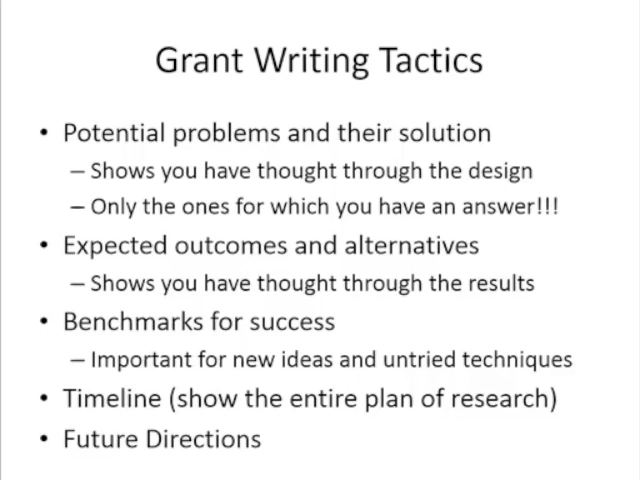 Grant Writing Tactics
• Potential problems and their solution
– Shows you have thought through the design
– Only the ones for which you have an answer!!!
• Expected outcomes and alternatives
– Shows you have thought through the results
• Benchmarks for success
– Important for new ideas and untried techniques
• Timeline (show the entire plan of research)
• Future Directions